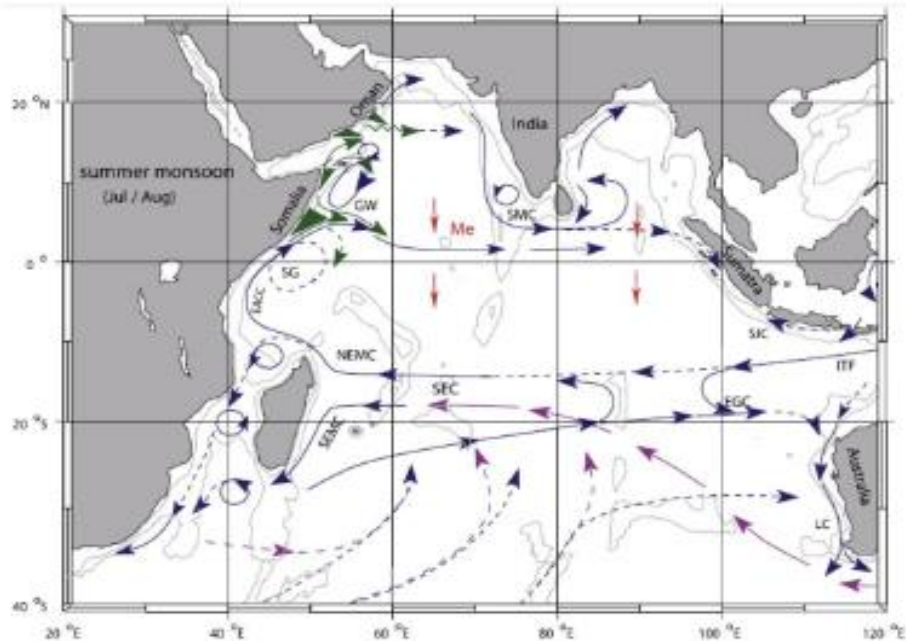 20 °N
0 °
20 °S
40 °S
20 °E
40 °E
60 °E
80 °E
100 °E
120 °E
summer monsoon
(Jul / Aug)
Oman
India
Somalia
GW
SMC
Me
SG
EACC
Sumatra
SJC
NEMC
ITF
SEC
EGC
SEMC
Australia
LC